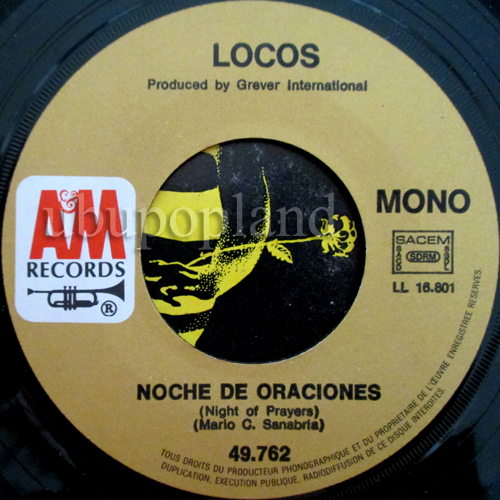 LOCOS
Produced by Grever International
A&M
RECORDS
®
ubupopland
MONO
SACEM
SACD
SDRM
SGDL
LL 16.801
NOCHE DE ORACIONES
(Night of Prayers)
(Mario C. Sanabria)
49.762
TOUS DROITS DU PRODUCTEUR PHONOGRAPHIQUE ET DU PROPRIETAIRE DE L'ŒUVRE ENREGISTREE RESERVES.
DUPLICATION, EXECUTION PUBLIQUE, RADIODIFFUSION DE CE DISQUE INTERDITES.